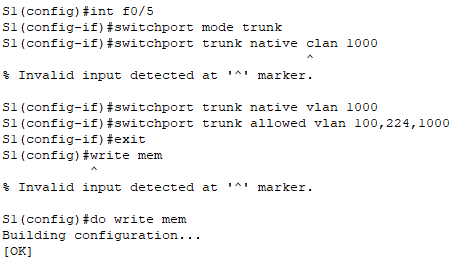 S1(config)#int f0/5
S1(config-if)#switchport mode trunk
S1(config-if)#switchport trunk native clan 1000
^
% Invalid input detected at '^' marker.
S1(config-if)#switchport trunk native vlan 1000
S1(config-if)#switchport trunk allowed vlan 100,224,1000
S1(config-if)#exit
S1(config)#write mem
^
% Invalid input detected at '^' marker.
S1(config)#do write mem
Building configuration...
[OK]